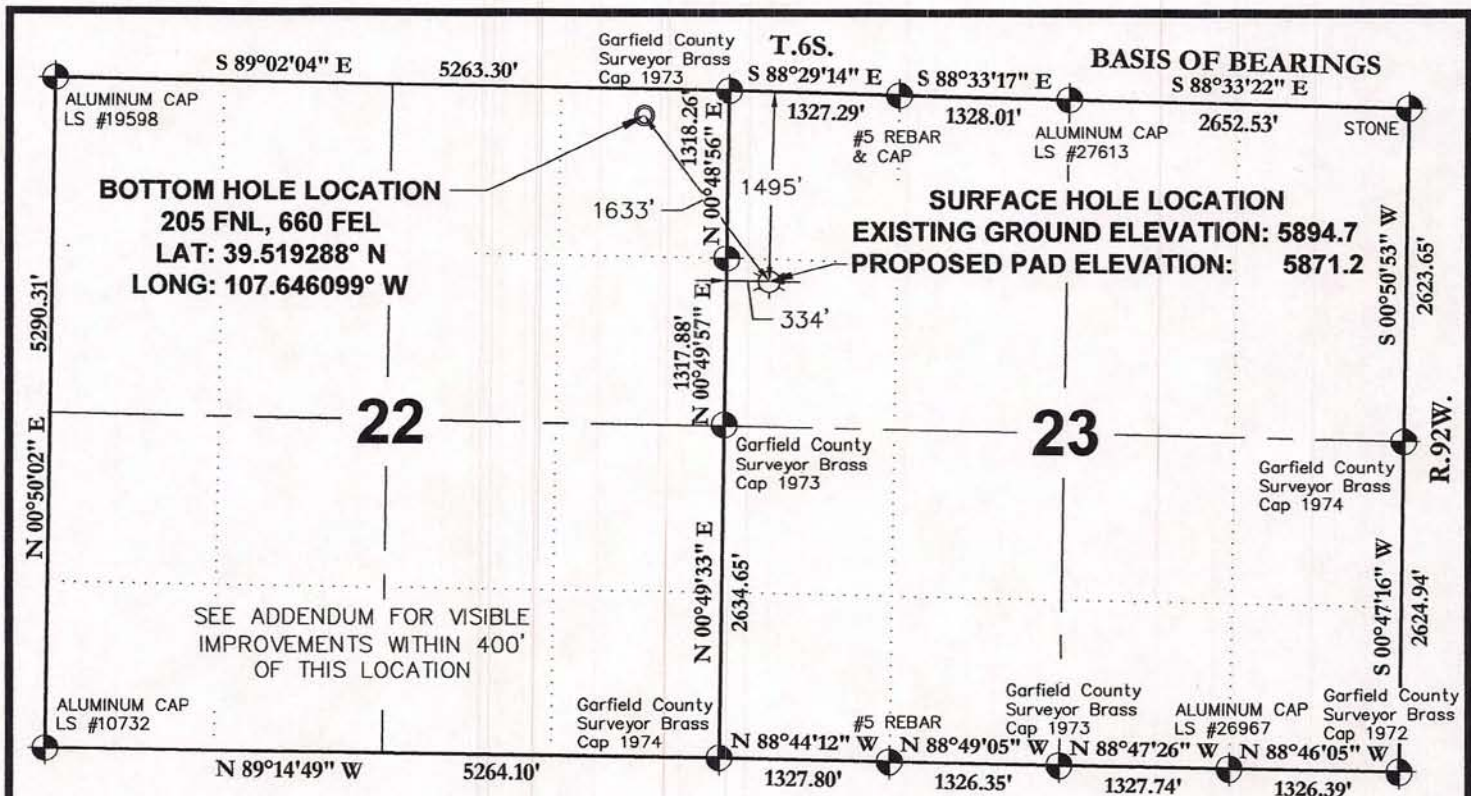 T.6S.
BASIS OF BEARINGS
S 89°02'04" E
5263.30'
Garfield County
Surveyor Brass
Cap 1973
S 88°29'14" E
1327.29'
S 88°33'17" E
1328.01'
S 88°33'22" E
2652.53'
ALUMINUM CAP
LS #19598
#5 REBAR
& CAP
ALUMINUM CAP
LS #27613
STONE
BOTTOM HOLE LOCATION
205 FNL, 660 FEL
LAT: 39.519288° N
LONG: 107.646099° W
1318.26'
N 00°48'56" E
1633'
1495'
SURFACE HOLE LOCATION
EXISTING GROUND ELEVATION: 5894.7
PROPOSED PAD ELEVATION: 5871.2
334'
5290.31'
N 00°50'02" E
1317.88'
N 00°49'57" E
S 00°50'53" W
2623.65'
22
23
R.92W.
Garfield County
Surveyor Brass
Cap 1973
Garfield County
Surveyor Brass
Cap 1974
N 00°49'33" E
2634.65'
S 00°47'16" W
2624.94'
SEE ADDENDUM FOR VISIBLE
IMPROVEMENTS WITHIN 400'
OF THIS LOCATION
ALUMINUM CAP
LS #10732
Garfield County
Surveyor Brass
Cap 1974
#5 REBAR
Garfield County
Surveyor Brass
Cap 1973
ALUMINUM CAP
LS #26967
Garfield County
Surveyor Brass
Cap 1972
N 89°14'49" W
5264.10'
N 88°44'12" W
1327.80'
N 88°49'05" W
1326.35'
N 88°47'26" W
1327.74'
N 88°46'05" W
1326.39'